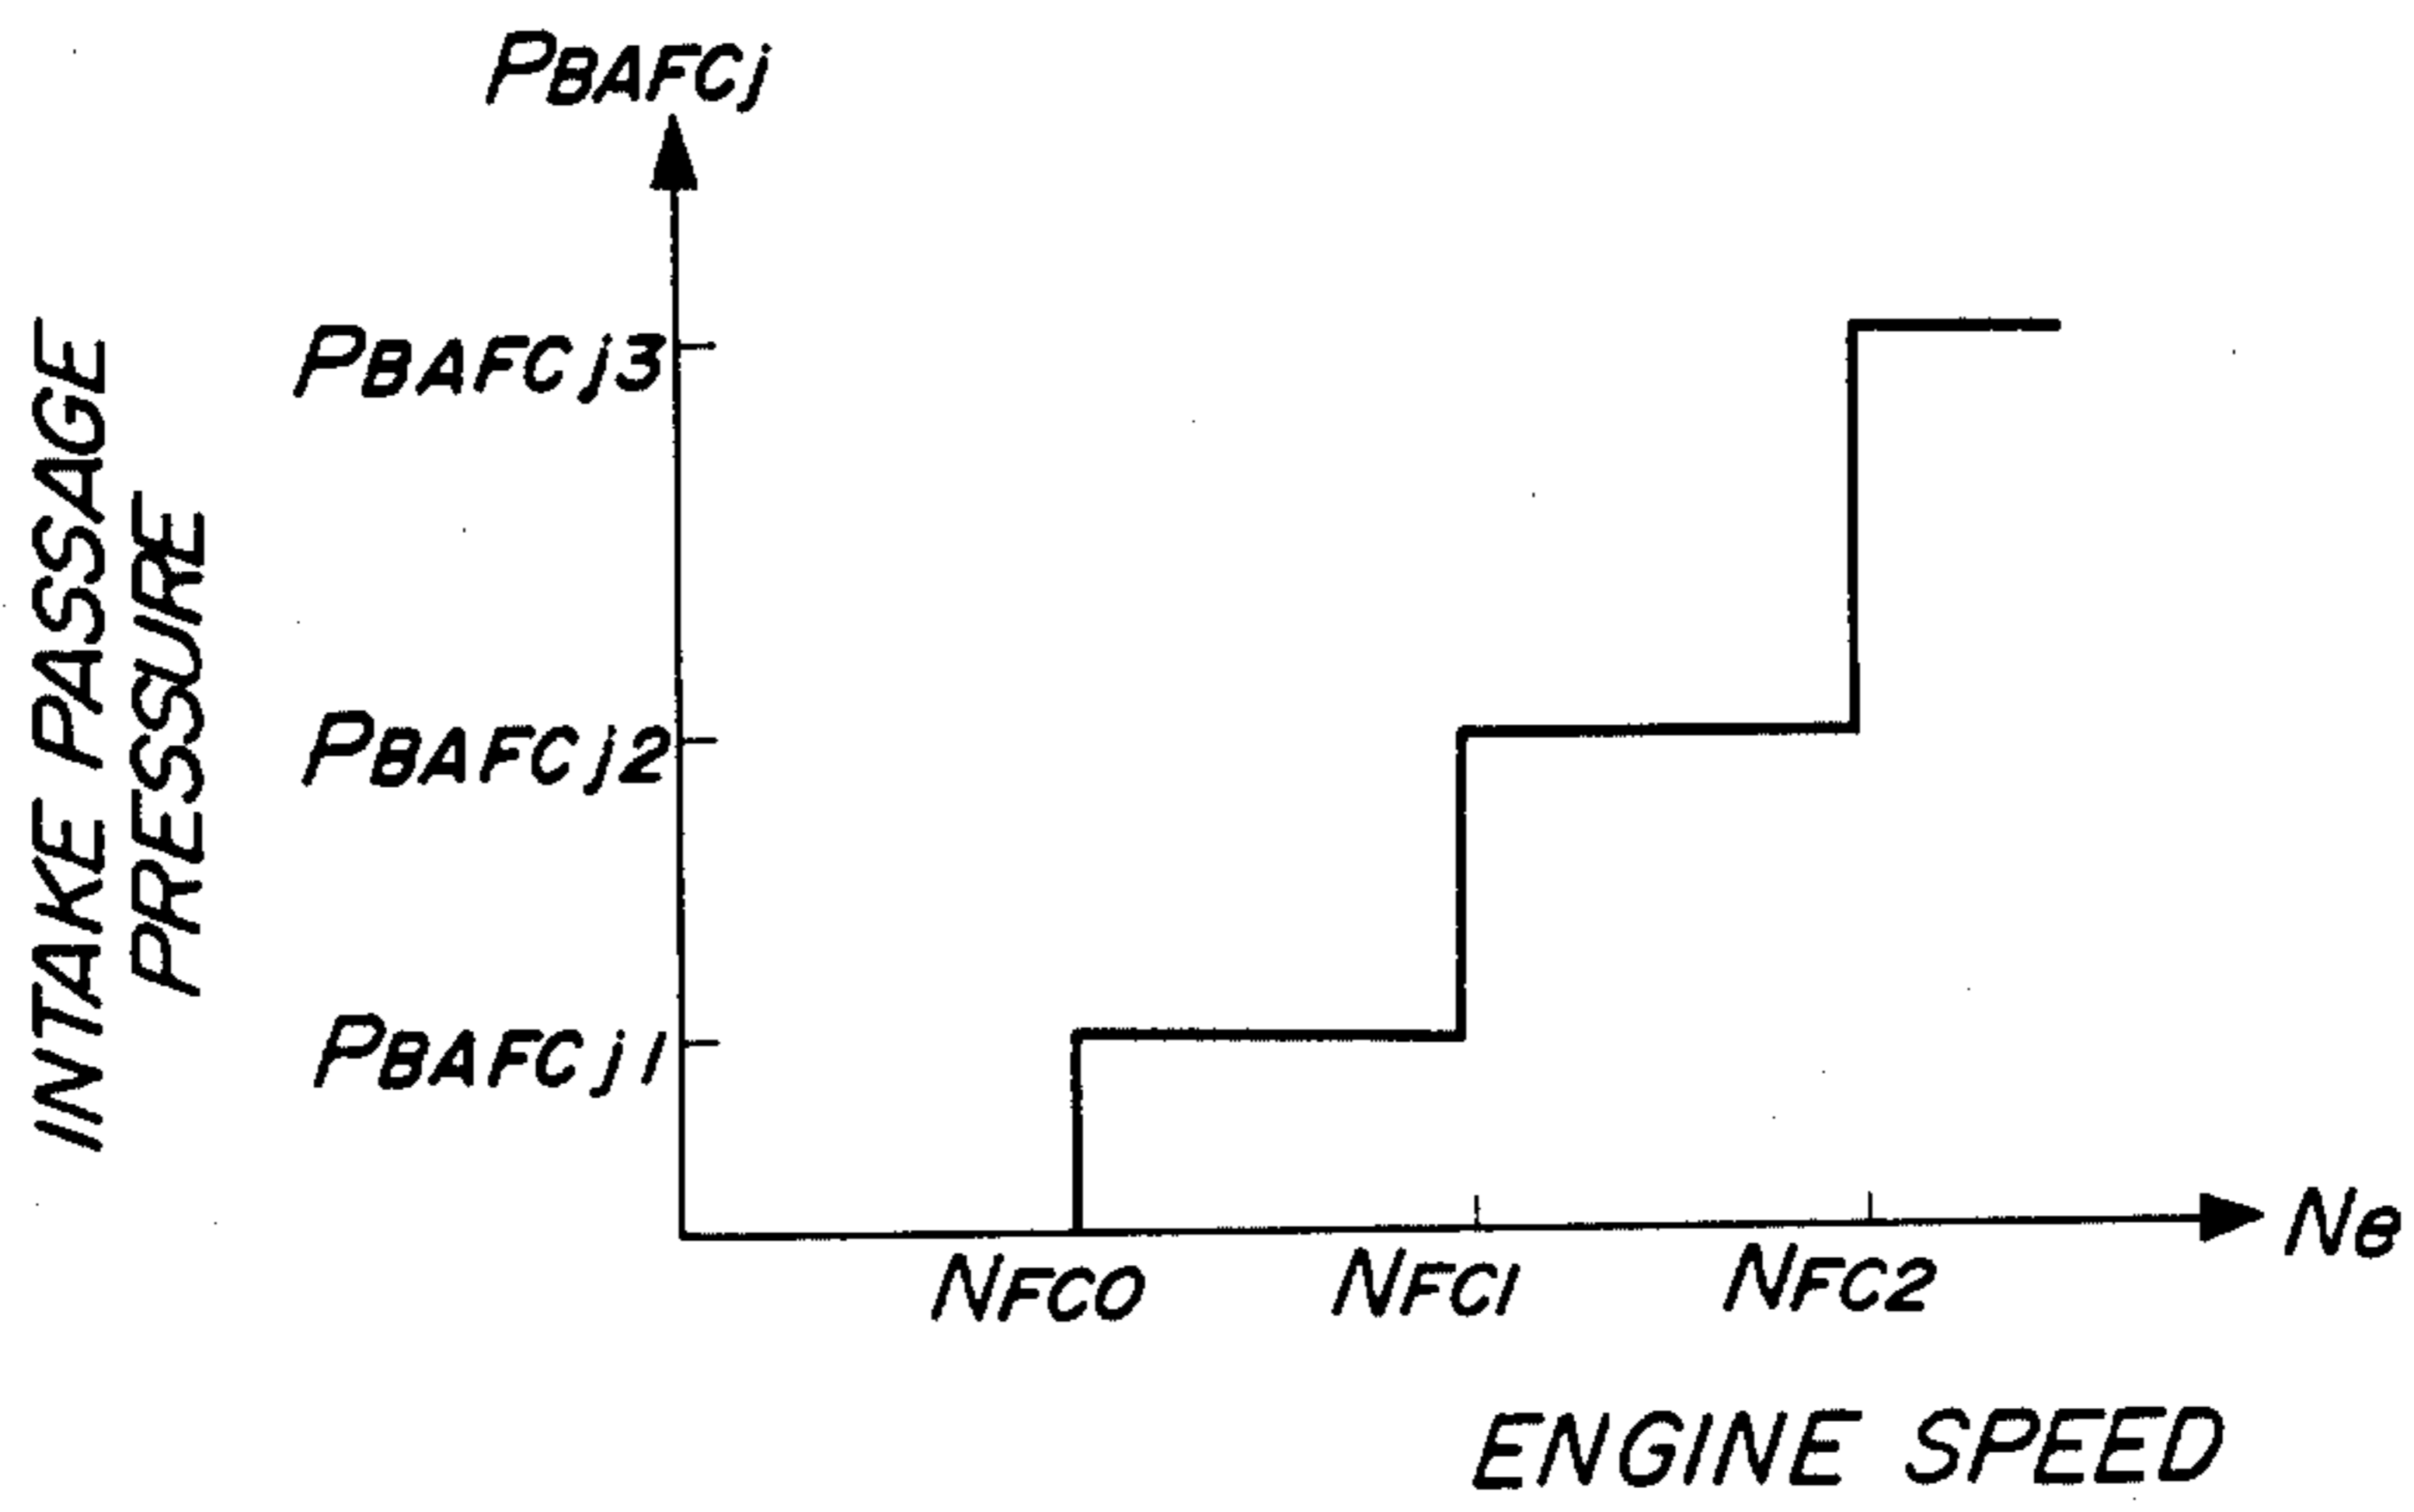 PBAFCj
INTAKE PASSAGE
PRESSURE
PBAFCj3
PBAFCj2
PBAFCj1
NFC0
NFC1
NFC2
Ne
ENGINE SPEED